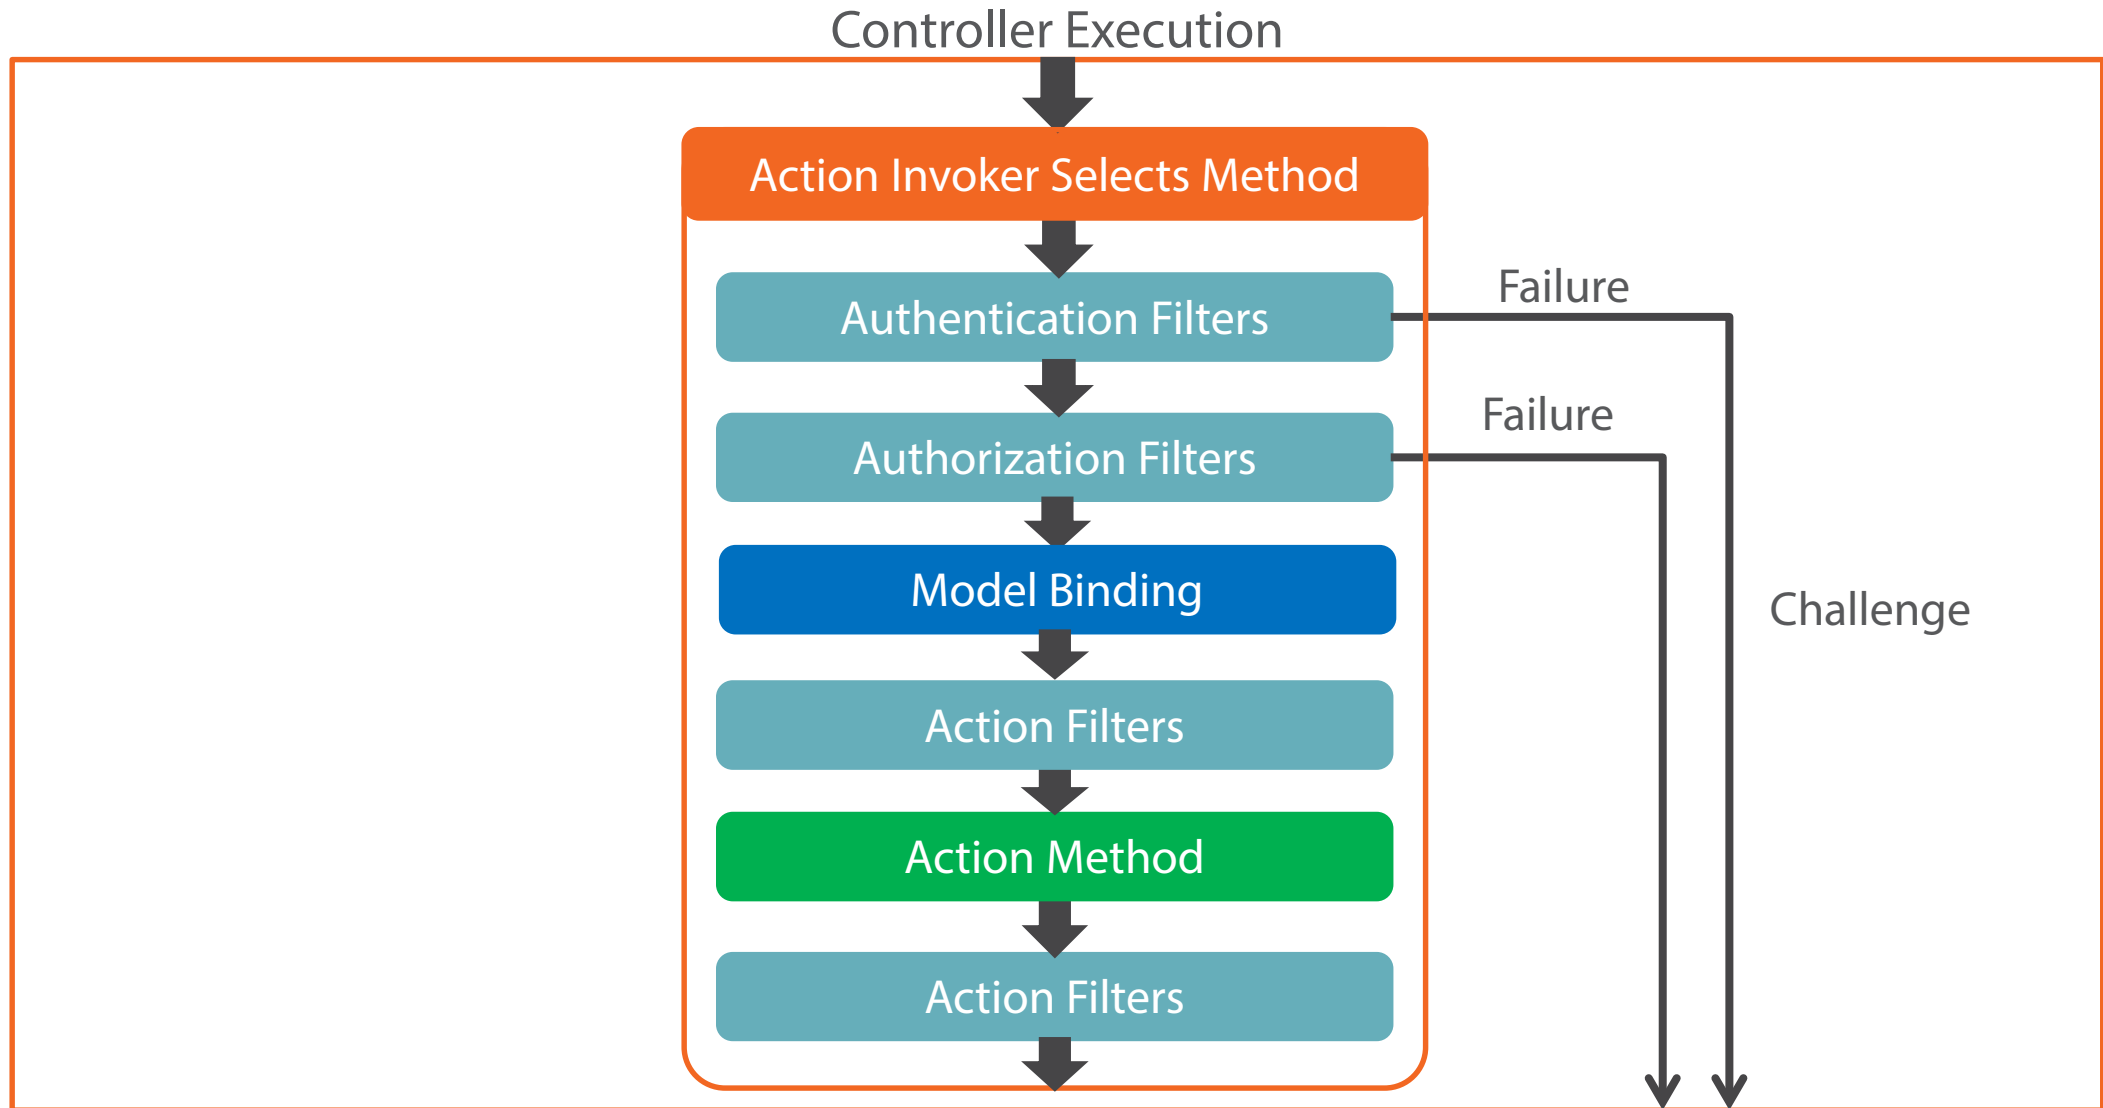 Controller Execution
Action Invoker Selects Method
Authentication Filters
Failure
Authorization Filters
Failure
Model Binding
Challenge
Action Filters
Action Method
Action Filters